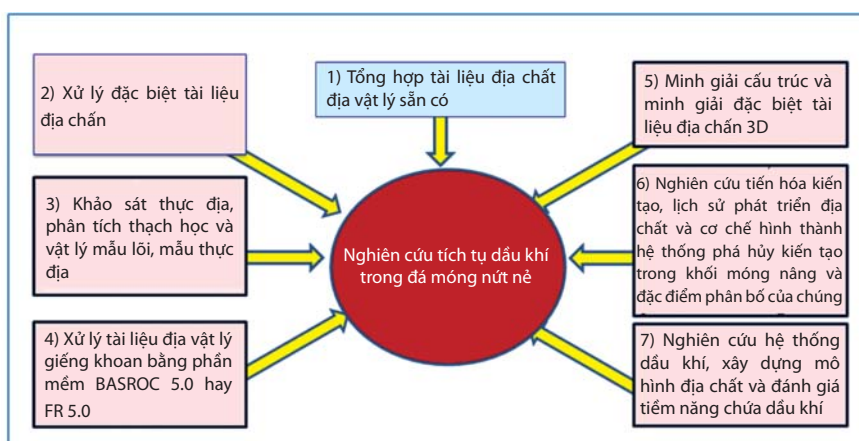 1) Tổng hợp tài liệu địa chất
địa vật lý sẵn có
2) Xử lý đặc biệt tài liệu
địa chấn
3) Khảo sát thực địa,
phân tích thạch học và
vật lý mẫu lõi, mẫu thực
địa
4) Xử lý tài liệu địa vật lý
giếng khoan bằng phần
mềm BASROC 5.0 hay
FR 5.0
Nghiên cứu tích tụ dầu khí
trong đá móng nứt nẻ
5) Minh giải cấu trúc và
minh giải đặc biệt tài
liệu địa chấn 3D
6) Nghiên cứu tiến hóa kiến
tạo, lịch sử phát triển địa
chất và cơ chế hình thành
hệ thống phá hủy kiến tạo
trong khối móng nâng và
đặc điểm phân bố của chúng
7) Nghiên cứu hệ thống
dầu khí, xây dựng mô
hình địa chất và đánh giá
tiềm năng chứa dầu khí